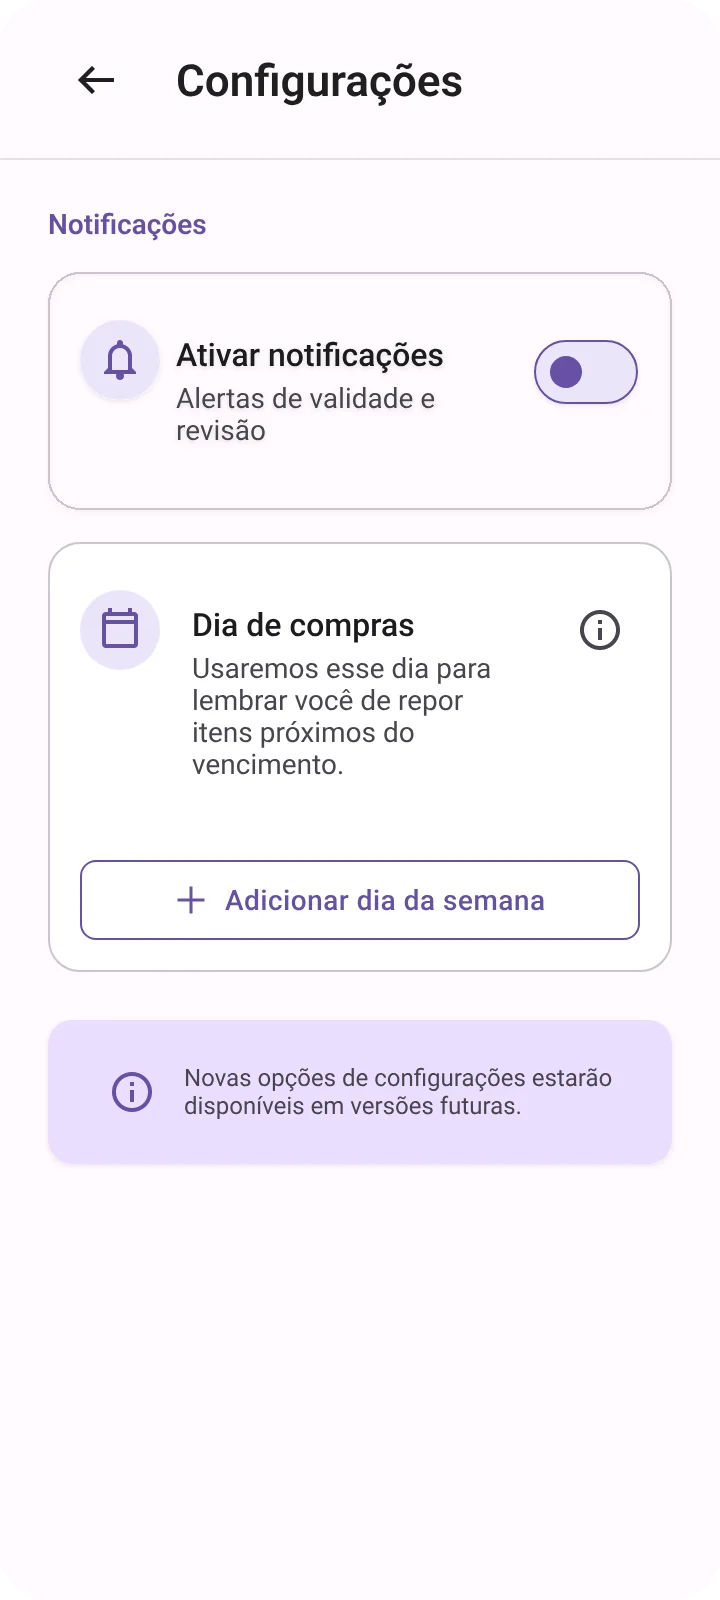 Configurações
Notificações
Ativar notificações
Alertas de validade e
revisão
Dia de compras
Usaremos esse dia para
lembrar você de repor
itens próximos do
vencimento.
Adicionar dia da semana
Novas opções de configurações estarão
disponíveis em versões futuras.